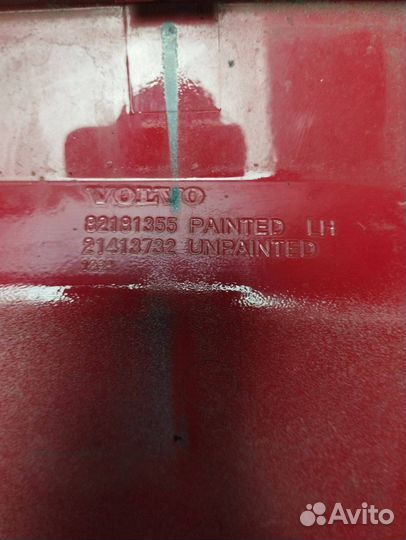 VOLVO
82181355 PAINTED LH
21413732 UNPAINTED
Avito